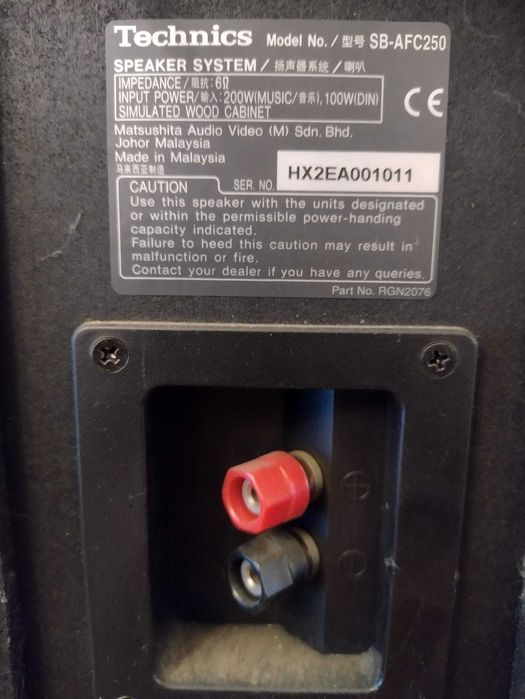 Technics Model No./型号 SB-AFC250
SPEAKER SYSTEM/扬声器系统/喇叭
IMPEDANCE/阻抗:6Ω
INPUT POWER/输入:200W(MUSIC/音乐),100W(DIN)
SIMULATED WOOD CABINET
CE
Matsushita Audio Video (M) Sdn. Bhd.
Johor Malaysia
Made in Malaysia
马来西亚制造
SER. NO. HX2EA001011
CAUTION
Use this speaker with the units designated
or within the permissible power-handing
capacity indicated.
Failure to heed this caution may result in
malfunction or fire.
Contact your dealer if you have any queries.
Part No. RGN2076
+
-